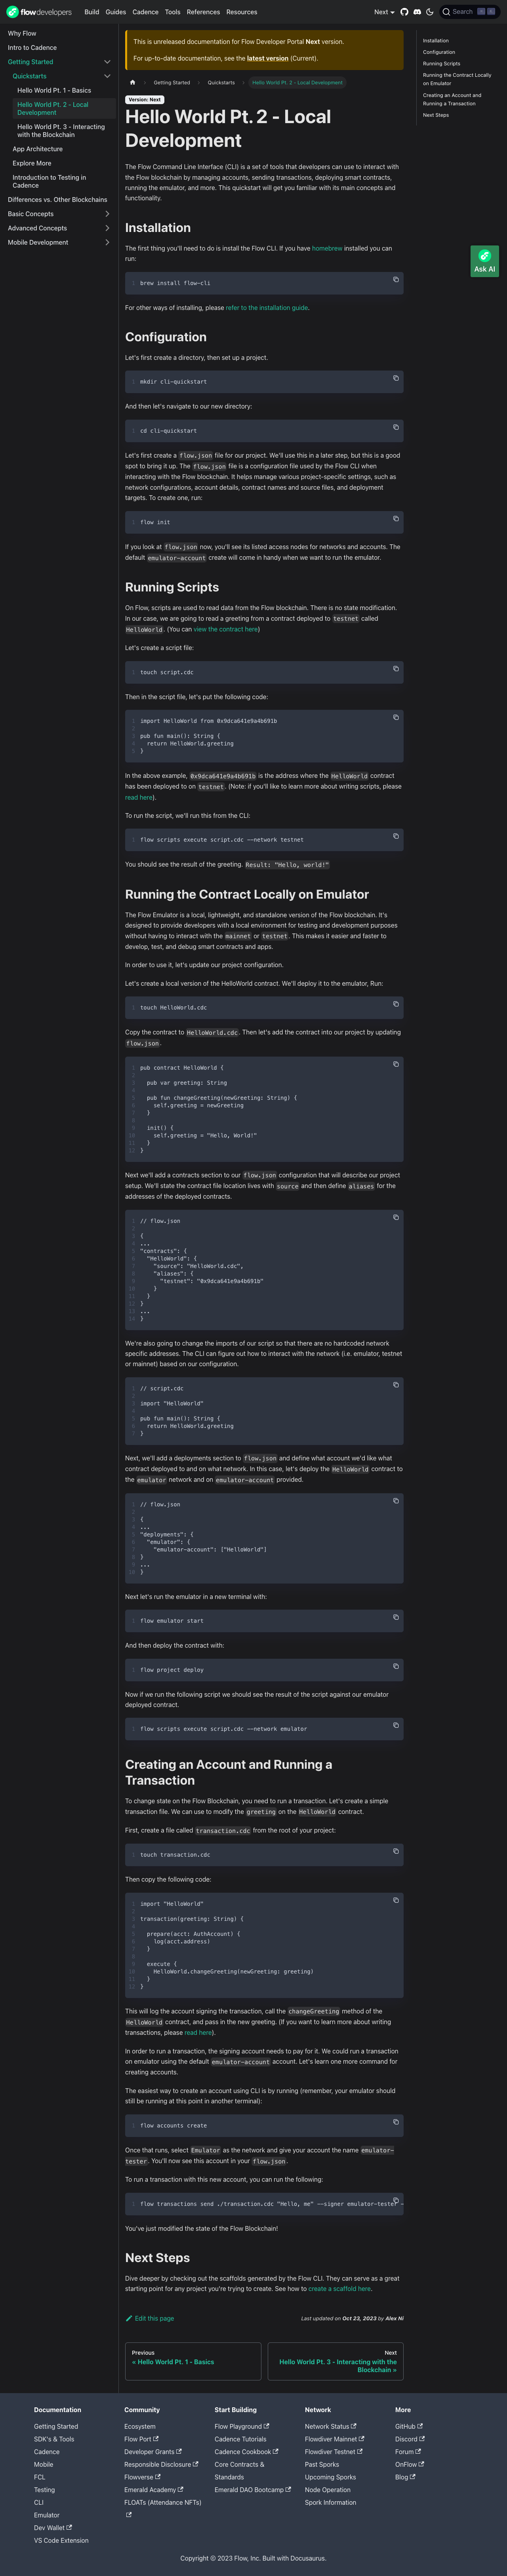 flow developers
Build
Guides
Cadence
Tools
References
Resources
Next
Search
Why Flow
Intro to Cadence
Getting Started
Quickstarts
Hello World Pt. 1 - Basics
Hello World Pt. 2 - Local
Development
Hello World Pt. 3 - Interacting
with the Blockchain
App Architecture
Explore More
Introduction to Testing in
Cadence
Differences vs. Other Blockchains
Basic Concepts
Advanced Concepts
Mobile Development
This is unreleased documentation for Flow Developer Portal Next version.
For up-to-date documentation, see the latest version (Current).
Getting Started
Quickstarts
Hello World Pt. 2 - Local Development
Version: Next
Hello World Pt. 2 - Local
Development
The Flow Command Line Interface (CLI) is a set of tools that developers can use to interact with
the Flow blockchain by managing accounts, sending transactions, deploying smart contracts,
running the emulator, and more. This quickstart will get you familiar with its main concepts and
functionality.
Installation
The first thing you'll need to do is install the Flow CLI. If you have homebrew installed you can
run:
1 brew install flow-cli
For other ways of installing, please refer to the installation guide.
Configuration
Let's first create a directory, then set up a project.
1 mkdir cli-quickstart
And then let's navigate to our new directory:
1 cd cli-quickstart
Let's first create a flow.json file for our project. We'll use this in a later step, but this is a good
spot to bring it up. The flow.json file is a configuration file used by the Flow CLI when
interacting with the Flow blockchain. It helps manage various project-specific settings, such as
network configurations, account details, contract names and source files, and deployment
targets. To create one, run:
1 flow init
If you look at flow.json now, you'll see its listed access nodes for networks and accounts. The
default emulator-account create will come in handy when we want to run the emulator.
Running Scripts
On Flow, scripts are used to read data from the Flow blockchain. There is no state modification.
In our case, we are going to read a greeting from a contract deployed to testnet called
HelloWorld. (You can view the contract here)
Let's create a script file:
1 touch script.cdc
Then in the script file, let's put the following code:
1 import HelloWorld from 0x9dca641e9a4b691b
2
3 pub fun main(): String {
4 return HelloWorld.greeting
5 }
In the above example, 0x9dca641e9a4b691b is the address where the HelloWorld contract
has been deployed to on testnet. (Note: if you'll like to learn more about writing scripts, please
read here).
To run the script, we'll run this from the CLI:
1 flow scripts execute script.cdc --network testnet
You should see the result of the greeting. Result: "Hello, world!"
Running the Contract Locally on Emulator
The Flow Emulator is a local, lightweight, and standalone version of the Flow blockchain. It's
designed to provide developers with a local environment for testing and development purposes
without having to interact with the mainnet or testnet. This makes it easier and faster to
develop, test, and debug smart contracts and apps.
In order to use it, let's update our project configuration.
Let's create a local version of the HelloWorld contract. We'll deploy it to the emulator, Run:
1 touch HelloWorld.cdc
Copy the contract to HelloWorld.cdc. Then let's add the contract into our project by updating
flow.json.
1 pub contract HelloWorld {
2
3 pub var greeting: String
4
5 pub fun changeGreeting(newGreeting: String) {
6 self.greeting = newGreeting
7 }
8
9 init() {
10 self.greeting = "Hello, World!"
11 }
12 }
Next we'll add a contracts section to our flow.json configuration that will describe our project
setup. We'll state the contract file location lives with source and then define aliases for the
addresses of the deployed contracts.
1 // flow.json
2
3 {
4 ...
5 "contracts": {
6 "HelloWorld": {
7 "source": "HelloWorld.cdc",
8 "aliases": {
9 "testnet": "0x9dca641e9a4b691b"
10 }
11 }
12 }
13 ...
14 }
We're also going to change the imports of our script so that there are no hardcoded network
specific addresses. The CLI can figure out how to interact with the network (i.e. emulator, testnet
or mainnet) based on our configuration.
1 // script.cdc
2
3 import "HelloWorld"
4
5 pub fun main(): String {
6 return HelloWorld.greeting
7 }
Next, we'll add a deployments section to flow.json and define what account we'd like what
contract deployed to and on what network. In this case, let's deploy the HelloWorld contract to
the emulator network and on emulator-account provided.
1 // flow.json
2
3 {
4 ...
5 "deployments": {
6 "emulator": {
7 "emulator-account": ["HelloWorld"]
8 }
9 ...
10 }
Next let's run the emulator in a new terminal with:
1 flow emulator start
And then deploy the contract with:
1 flow project deploy
Now if we run the following script we should see the result of the script against our emulator
deployed contract.
1 flow scripts execute script.cdc --network emulator
Creating an Account and Running a
Transaction
To change state on the Flow Blockchain, you need to run a transaction. Let's create a simple
transaction file. We can use to modify the greeting on the HelloWorld contract.
First, create a file called transaction.cdc from the root of your project:
1 touch transaction.cdc
Then copy the following code:
1 import "HelloWorld"
2
3 transaction(greeting: String) {
4
5 prepare(acct: AuthAccount) {
6 log(acct.address)
7 }
8
9 execute {
10 HelloWorld.changeGreeting(newGreeting: greeting)
11 }
12 }
This will log the account signing the transaction, call the changeGreeting method of the
HelloWorld contract, and pass in the new greeting. (If you want to learn more about writing
transactions, please read here).
In order to run a transaction, the signing account needs to pay for it. We could run a transaction
on emulator using the default emulator-account account. Let's learn one more command for
creating accounts.
The easiest way to create an account using CLI is by running (remember, your emulator should
still be running at this point in another terminal):
1 flow accounts create
Once that runs, select Emulator as the network and give your account the name emulator-
tester. You'll now see this account in your flow.json.
To run a transaction with this new account, you can run the following:
1 flow transactions send ./transaction.cdc "Hello, me" --signer emulator-tester -
You've just modified the state of the Flow Blockchain!
Next Steps
Dive deeper by checking out the scaffolds generated by the Flow CLI. They can serve as a great
starting point for any project you're trying to create. See how to create a scaffold here.
Edit this page
Last updated on Oct 23, 2023 by Alex Ni
Previous
« Hello World Pt. 1 - Basics
Next
Hello World Pt. 3 - Interacting with the
Blockchain »
Installation
Configuration
Running Scripts
Running the Contract Locally
on Emulator
Creating an Account and
Running a Transaction
Next Steps
Ask AI
Documentation
Getting Started
SDK's & Tools
Cadence
Mobile
FCL
Testing
CLI
Emulator
Dev Wallet
VS Code Extension
Community
Ecosystem
Flow Port
Developer Grants
Responsible Disclosure
Flowverse
Emerald Academy
FLOATs (Attendance NFTs)
Start Building
Flow Playground
Cadence Tutorials
Cadence Cookbook
Core Contracts &
Standards
Emerald DAO Bootcamp
Network
Network Status
Flowdiver Mainnet
Flowdiver Testnet
Past Sporks
Upcoming Sporks
Node Operation
Spork Information
More
GitHub
Discord
Forum
OnFlow
Blog
Copyright © 2023 Flow, Inc. Built with Docusaurus.